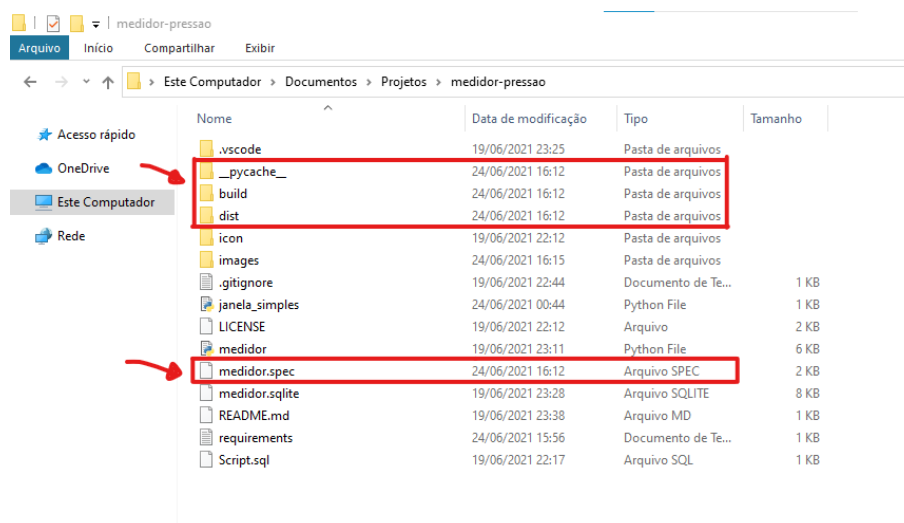 medidor-pressao
Arquivo Início Compartilhar Exibir
Este Computador Documentos Projetos medidor-pressao
Nome Data de modificação Tipo Tamanho
Acesso rápido
OneDrive
Este Computador
Rede
.vscode 19/06/2021 23:25 Pasta de arquivos
__pycache__ 24/06/2021 16:12 Pasta de arquivos
build 24/06/2021 16:12 Pasta de arquivos
dist 24/06/2021 16:12 Pasta de arquivos
icon 19/06/2021 22:12 Pasta de arquivos
images 24/06/2021 16:15 Pasta de arquivos
.gitignore 19/06/2021 22:44 Documento de Te... 1 KB
janela_simples 24/06/2021 00:44 Python File 1 KB
LICENSE 19/06/2021 22:12 Arquivo 2 KB
medidor 19/06/2021 23:11 Python File 6 KB
medidor.spec 24/06/2021 16:12 Arquivo SPEC 2 KB
medidor.sqlite 19/06/2021 23:28 Arquivo SQLITE 8 KB
README.md 19/06/2021 23:38 Arquivo MD 1 KB
requirements 24/06/2021 15:56 Documento de Te... 1 KB
Script.sql 19/06/2021 22:17 Arquivo SQL 1 KB